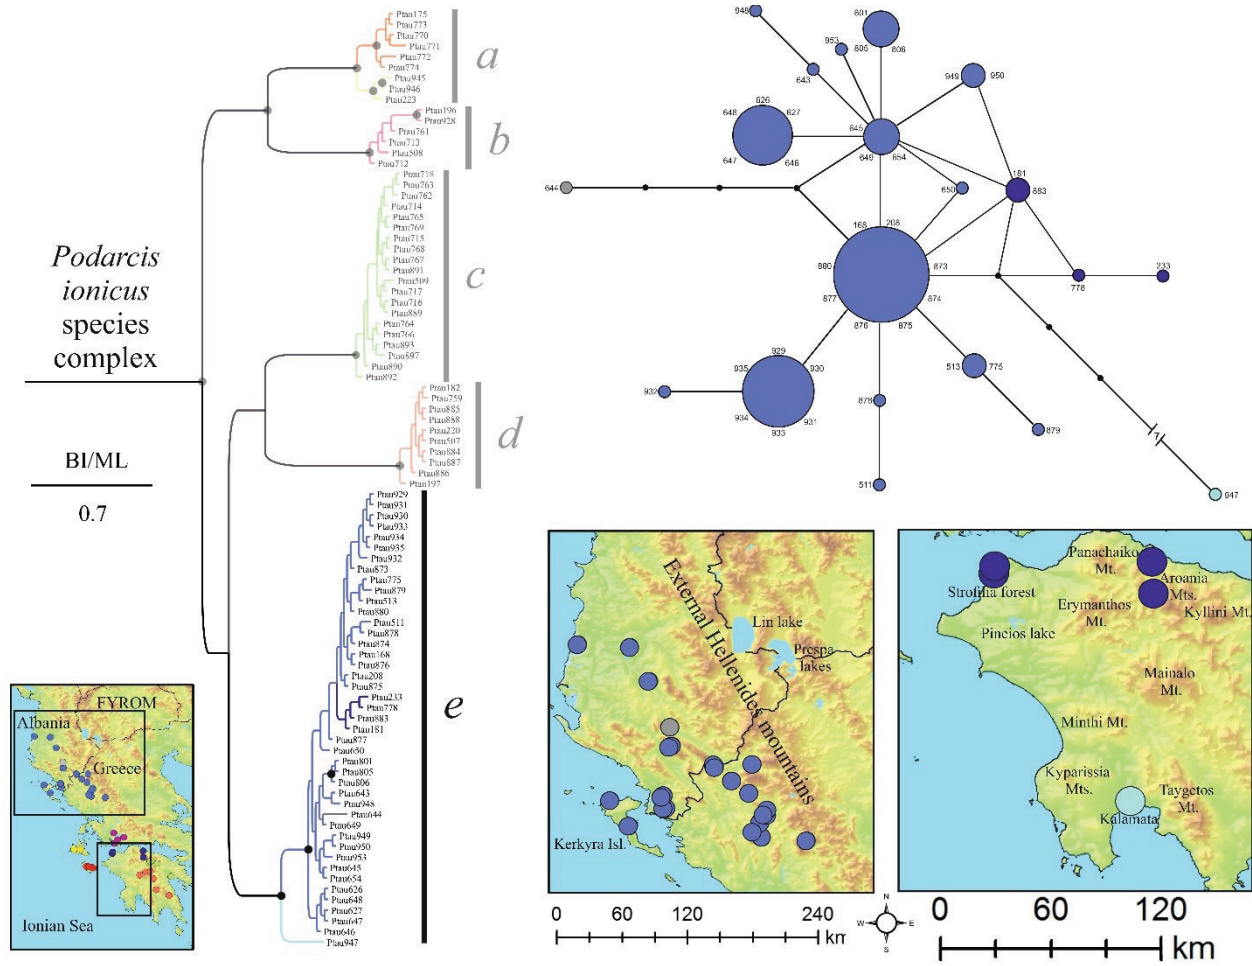 Podarcis
ionicus
species
complex
BI/ML
0.7
Ptau175
Ptau773
Ptau770
Ptau771
Ptau772
Ptau774
Ptau945
Ptau946
Ptau223
a
Ptau196
Ptau928
Ptau761
Ptau713
Ptau508
Ptau712
b
Ptau718
Ptau763
Ptau762
Ptau714
Ptau765
Ptau769
Ptau715
Ptau768
Ptau767
Ptau891
Ptau509
Ptau717
Ptau716
Ptau889
Ptau764
Ptau766
Ptau893
Ptau897
Ptau890
Ptau892
c
Ptau182
Ptau759
Ptau885
Ptau888
Ptau220
Ptau507
Ptau884
Ptau887
Ptau886
Ptau197
d
Ptau929
Ptau931
Ptau930
Ptau933
Ptau934
Ptau935
Ptau932
Ptau873
Ptau775
Ptau879
Ptau513
Ptau880
Ptau511
Ptau878
Ptau874
Ptau168
Ptau876
Ptau208
Ptau875
Ptau233
Ptau778
Ptau883
Ptau181
Ptau877
Ptau650
Ptau801
Ptau805
Ptau806
Ptau643
Ptau948
Ptau644
Ptau649
Ptau949
Ptau950
Ptau953
Ptau645
Ptau654
Ptau626
Ptau648
Ptau627
Ptau647
Ptau646
Ptau947
e
FYROM
Albania
Greece
Ionian Sea
948
801
953
805
806
643
949
950
626
648
627
645
647
646
649
654
181
883
644
650
168
208
880
873
877
874
876
875
778
233
929
935
930
932
934
931
933
513
775
878
879
511
7
947
External Hellenides mountains
Lin lake
Prespa
lakes
Kerkyra Isl.
0
60
120
240
km
N
W
E
S
Panachaiko
Mt.
Strofilia forest
Aroania
Mts.
Erymanthos
Mt.
Kyllini Mt.
Pineios lake
Mainalo
Mt.
Minthi Mt.
Kyparissia
Mts.
Taygetos
Mt.
Kalamata
0
60
120
km